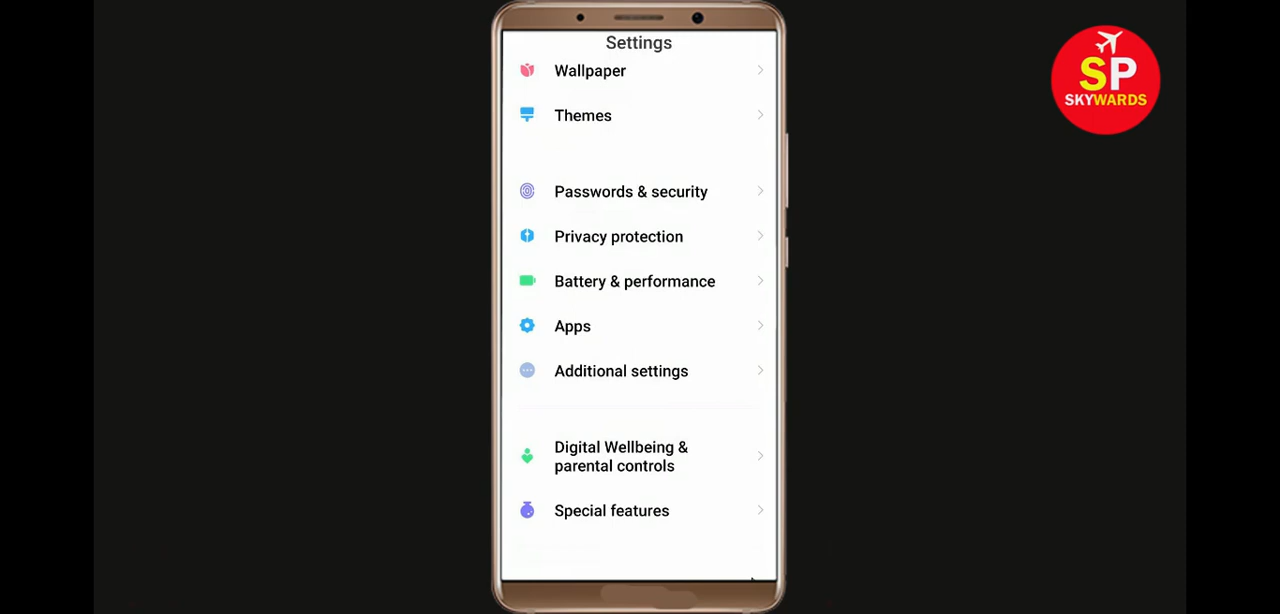 Settings
Wallpaper
Themes
Passwords & security
Privacy protection
Battery & performance
Apps
Additional settings
Digital Wellbeing &
parental controls
Special features
SP
SKYWARDS